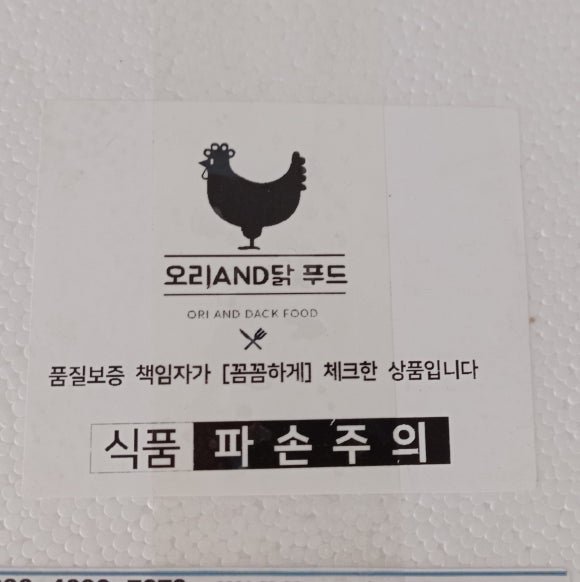 오리AND닭 푸드
ORI AND DACK FOOD
품질보증 책임자가 [꼼꼼하게] 체크한 상품입니다
식품 파손주의